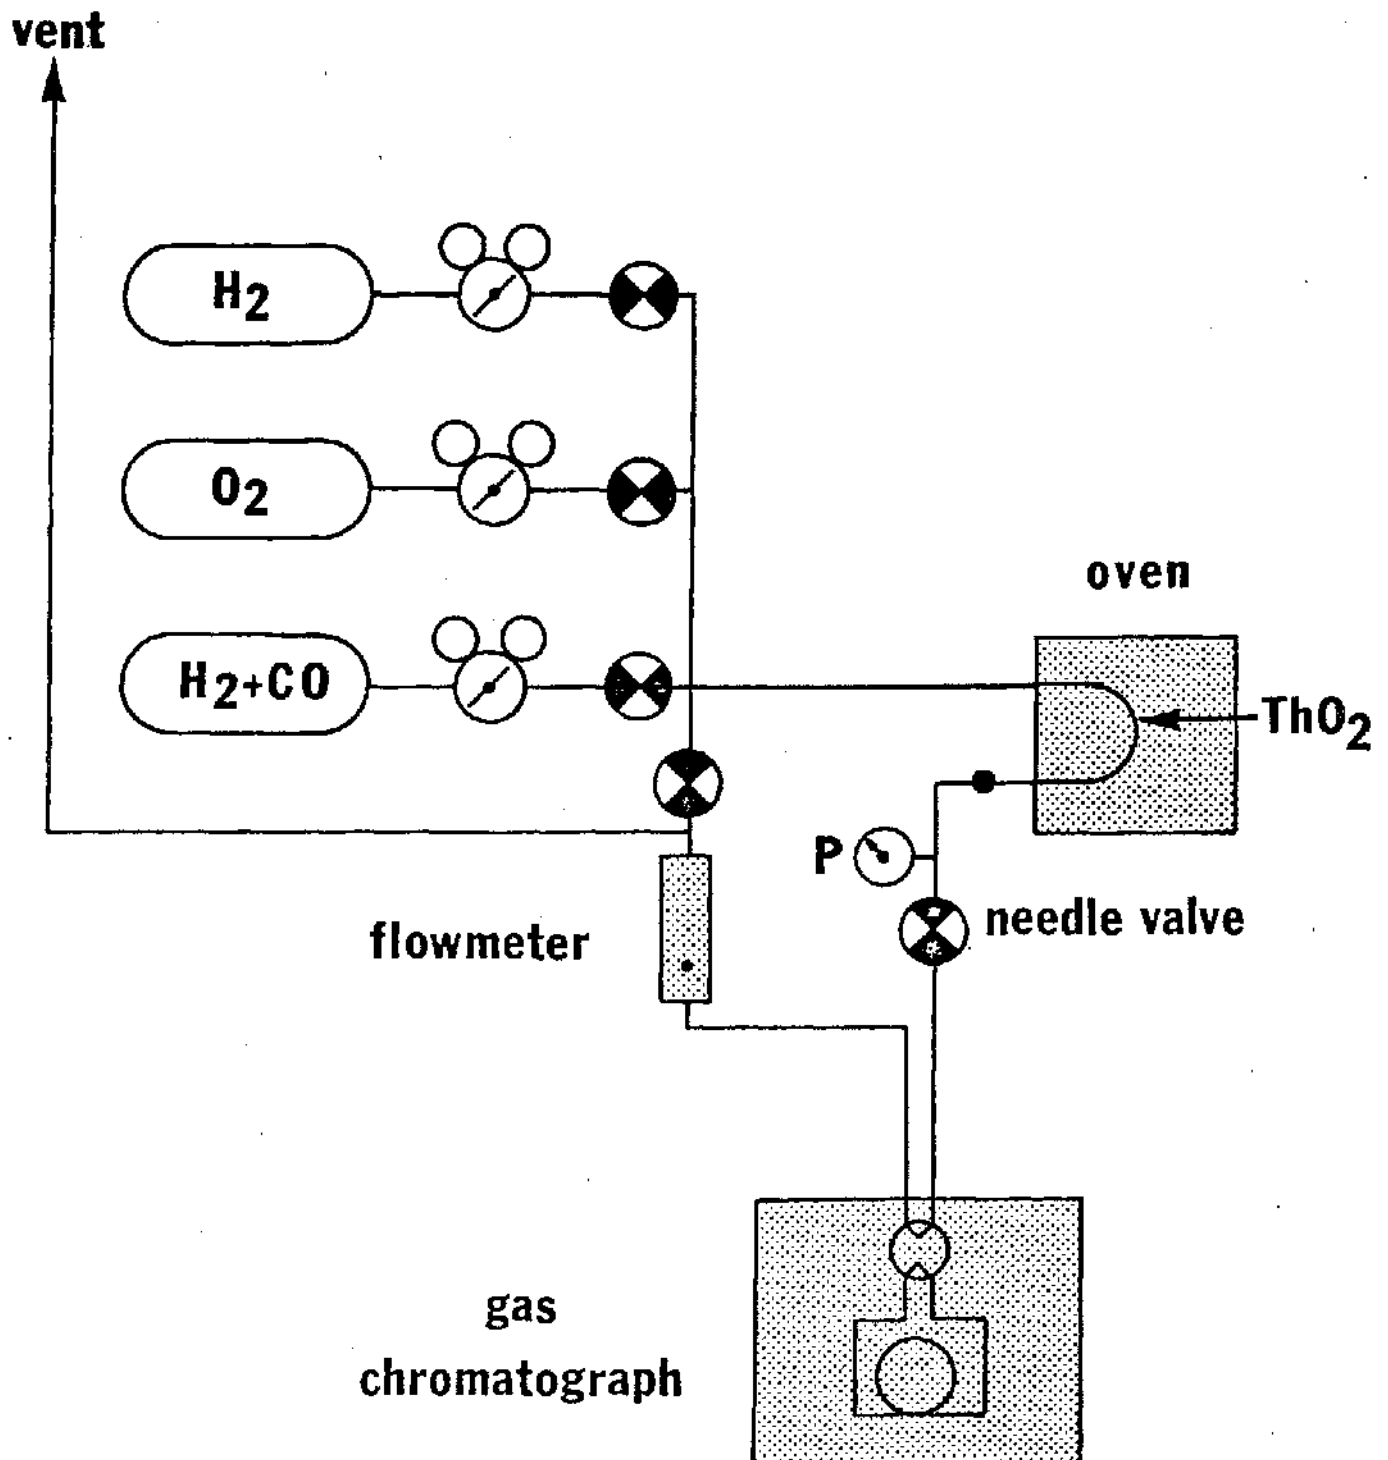 vent
H2
O2
H2+CO
oven
ThO2
P
needle valve
flowmeter
gas
chromatograph